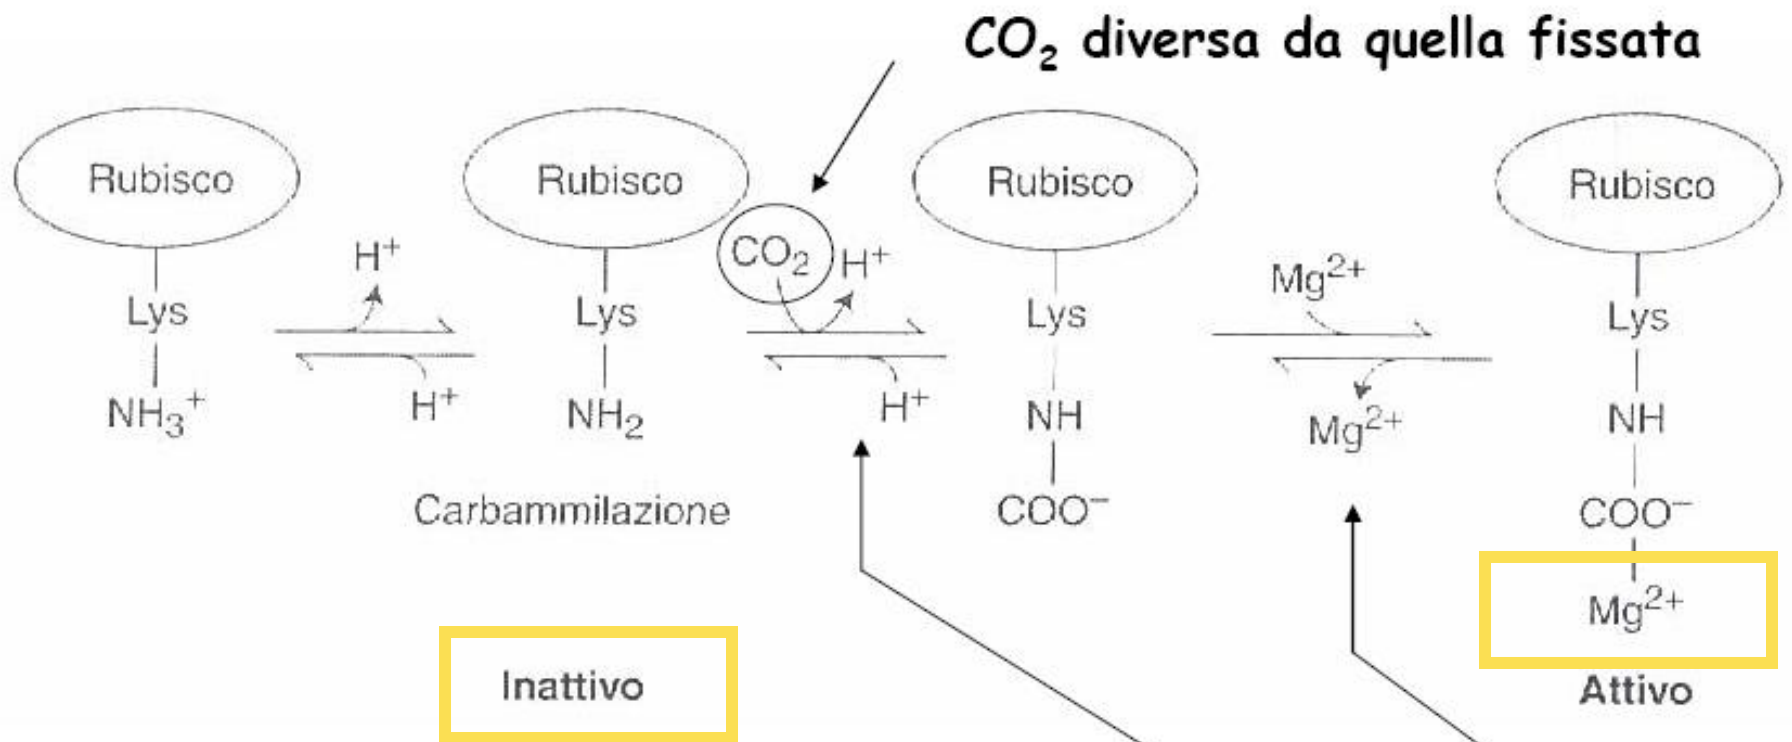 CO₂ diversa da quella fissata
Rubisco
Rubisco
Rubisco
Rubisco
H⁺
CO₂
H⁺
Mg²⁺
Lys
Lys
Lys
Lys
H⁺
H⁺
Mg²⁺
NH₃⁺
NH₂
NH
NH
Carbammilazione
COO⁻
COO⁻
Mg²⁺
Inattivo
Attivo